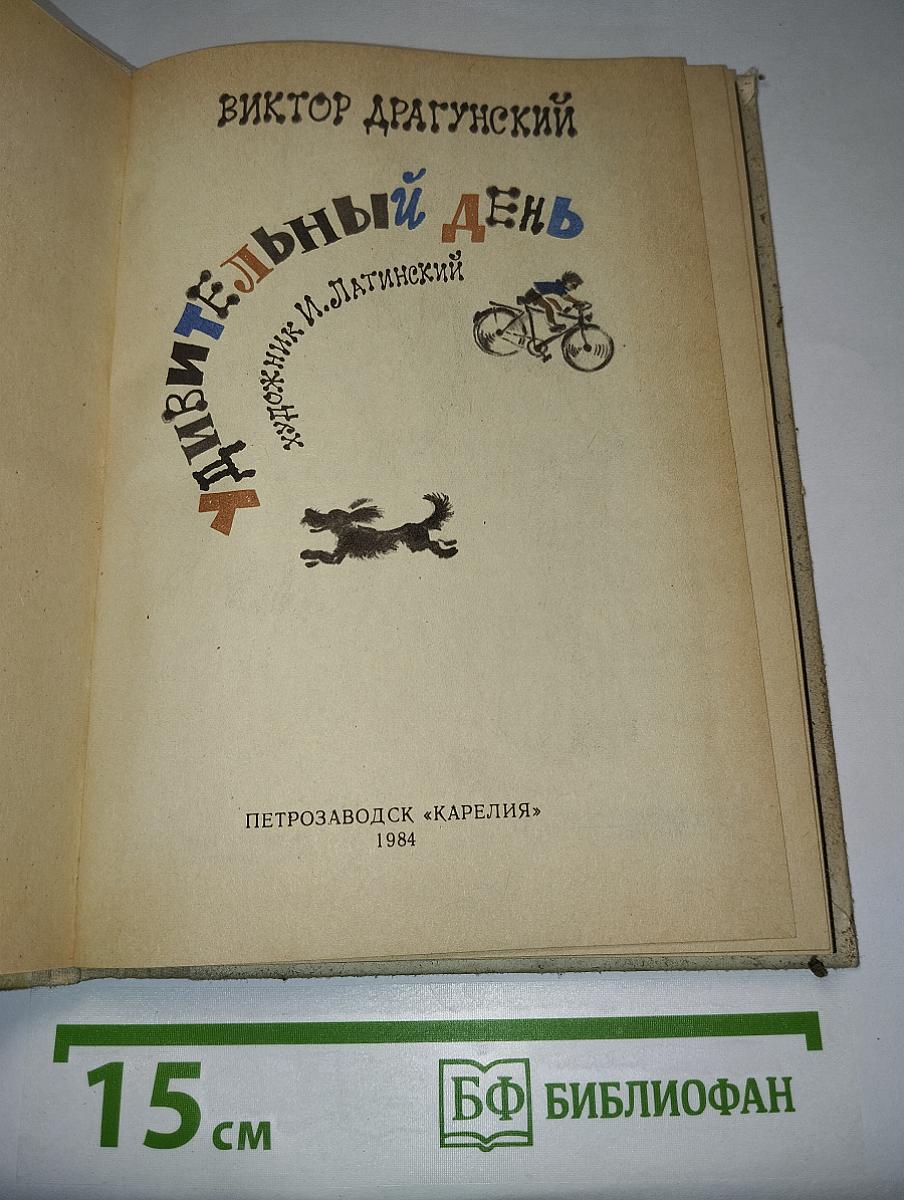 ВИКТОР ДРАГУНСКИЙ
УДИВИТЕЛЬНЫЙ ДЕНЬ
ХУДОЖНИК И. ЛАТИНСКИЙ
ПЕТРОЗАВОДСК «КАРЕЛИЯ»
1984
15 см
БФ БИБЛИОФАН